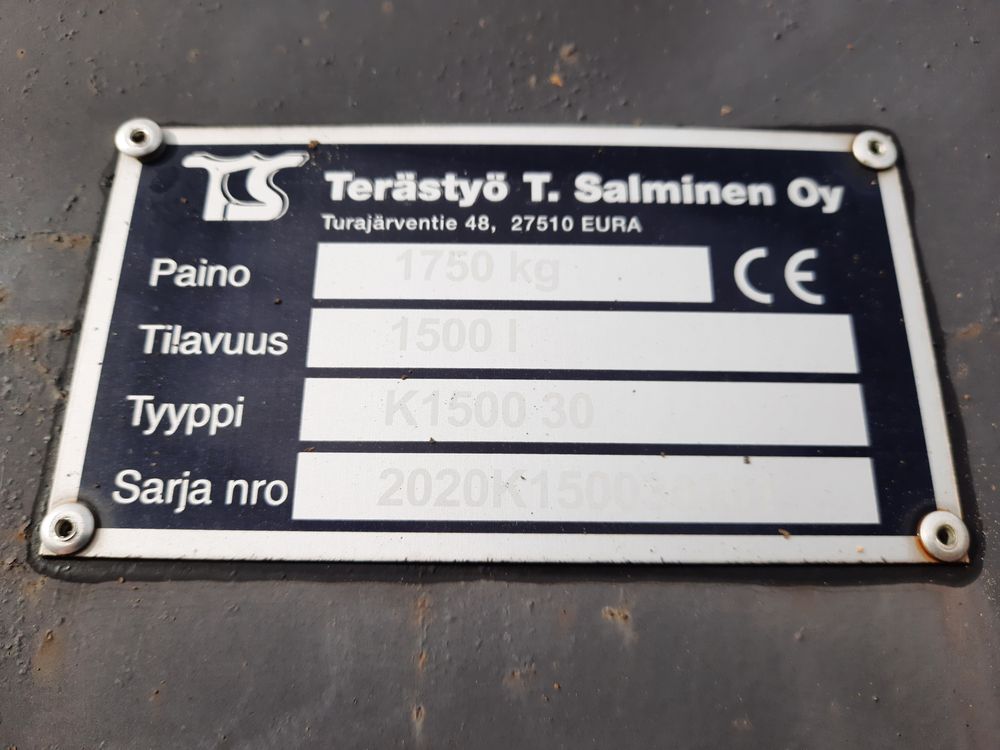 TS
Terästyö T. Salminen Oy
Turajärventie 48, 27510 EURA
Paino 1750 kg CE
Tilavuus 1500 l
Tyyppi K1500 30
Sarja nro